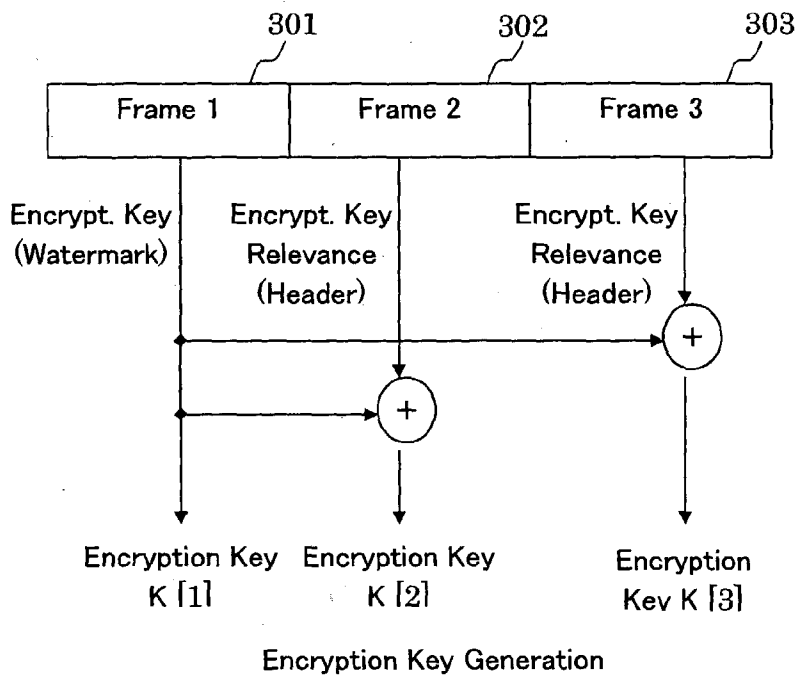 301 302 303
Frame 1 Frame 2 Frame 3
Encrypt. Key
(Watermark)
Encrypt. Key
Relevance
(Header)
Encrypt. Key
Relevance
(Header)
+
+
Encryption Key
K [1]
Encryption Key
K [2]
Encryption
Kev K [3]
Encryption Key Generation